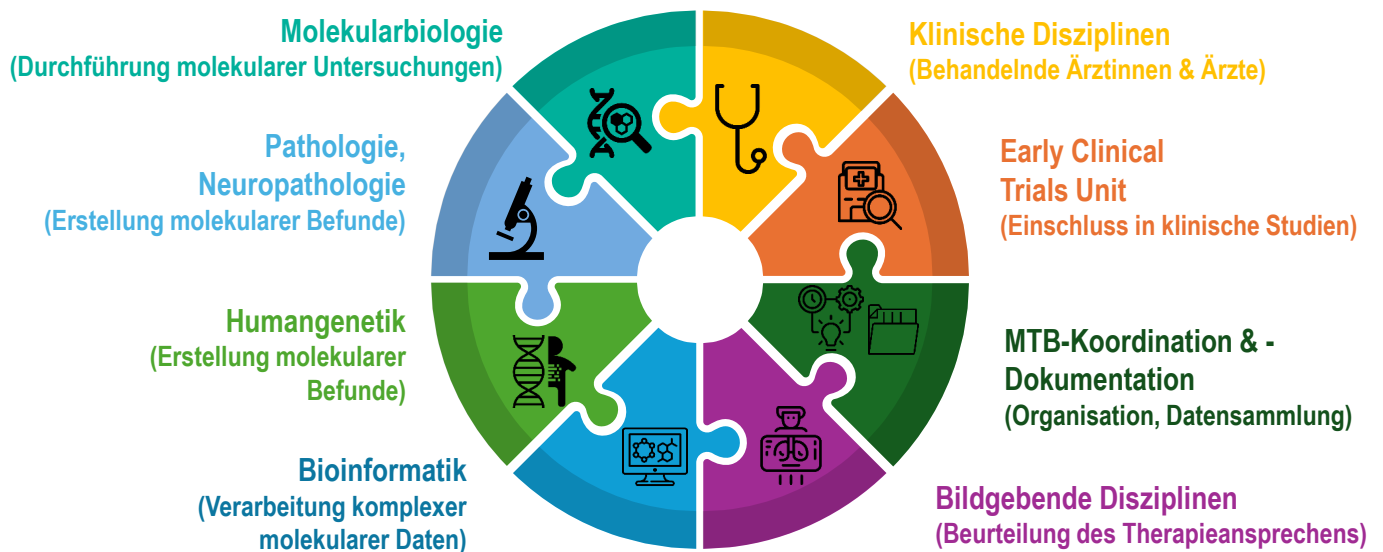 Molekularbiologie
(Durchführung molekularer Untersuchungen)
Pathologie,
Neuropathologie
(Erstellung molekularer Befunde)
Humangenetik
(Erstellung molekularer
Befunde)
Bioinformatik
(Verarbeitung komplexer
molekularer Daten)
Klinische Disziplinen
(Behandelnde Ärztinnen & Ärzte)
Early Clinical
Trials Unit
(Einschluss in klinische Studien)
MTB-Koordination & -
Dokumentation
(Organisation, Datensammlung)
Bildgebende Disziplinen
(Beurteilung des Therapieansprechens)